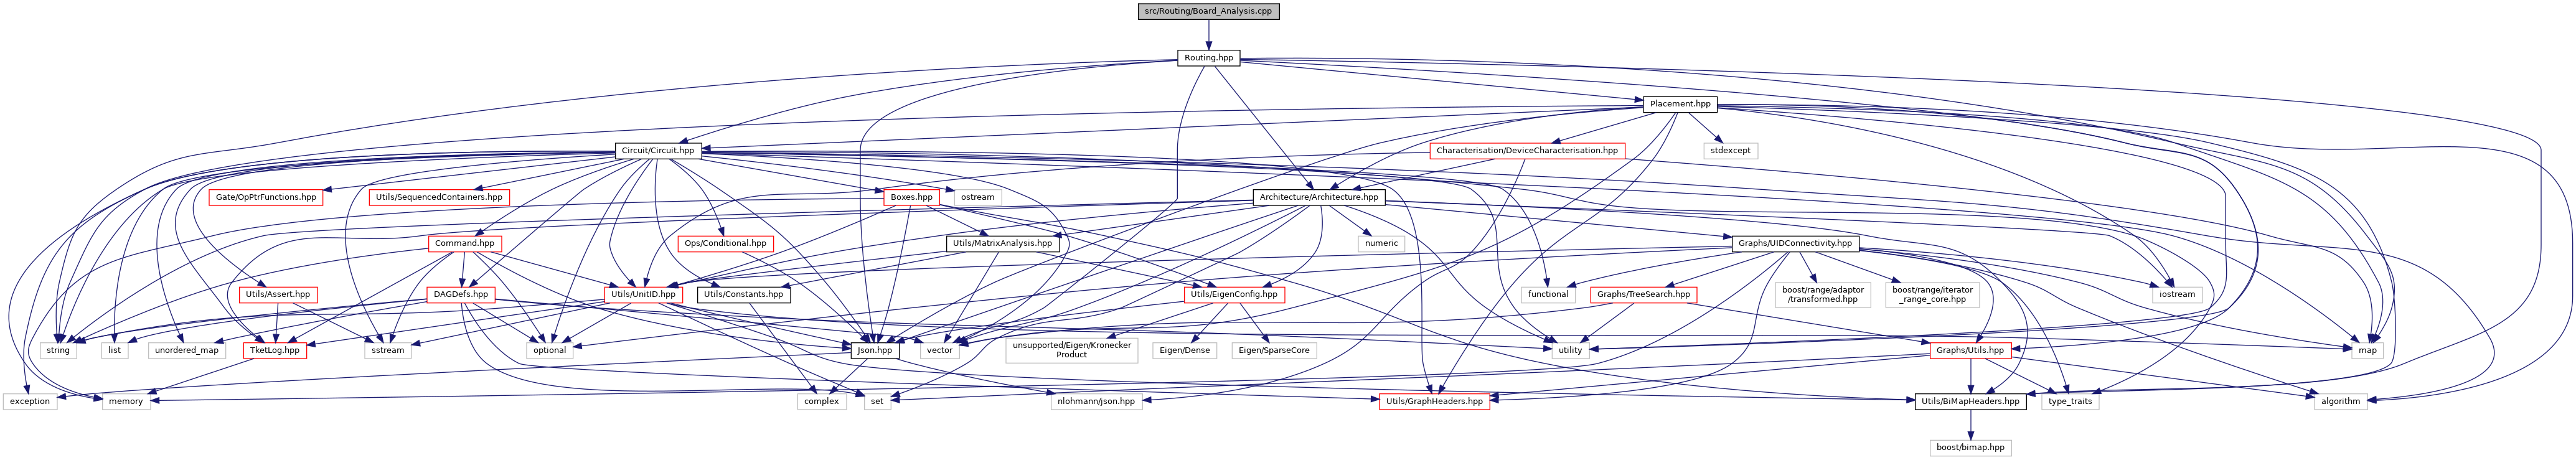 src/Routing/Board_Analysis.cpp
Routing.hpp
Placement.hpp
Circuit/Circuit.hpp
Characterisation/DeviceCharacterisation.hpp
stdexcept
Gate/OpPtrFunctions.hpp
Utils/SequencedContainers.hpp
Boxes.hpp
ostream
Architecture/Architecture.hpp
Command.hpp
Ops/Conditional.hpp
Utils/MatrixAnalysis.hpp
numeric
Graphs/UIDConnectivity.hpp
Utils/Assert.hpp
DAGDefs.hpp
Utils/UnitID.hpp
Utils/Constants.hpp
Utils/EigenConfig.hpp
functional
Graphs/TreeSearch.hpp
boost/range/adaptor
/transformed.hpp
boost/range/iterator
_range_core.hpp
iostream
string
list
unordered_map
TketLog.hpp
sstream
optional
Json.hpp
vector
unsupported/Eigen/Kronecker
Product
Eigen/Dense
Eigen/SparseCore
utility
Graphs/Utils.hpp
map
exception
memory
complex
set
nlohmann/json.hpp
Utils/GraphHeaders.hpp
Utils/BiMapHeaders.hpp
type_traits
algorithm
boost/bimap.hpp